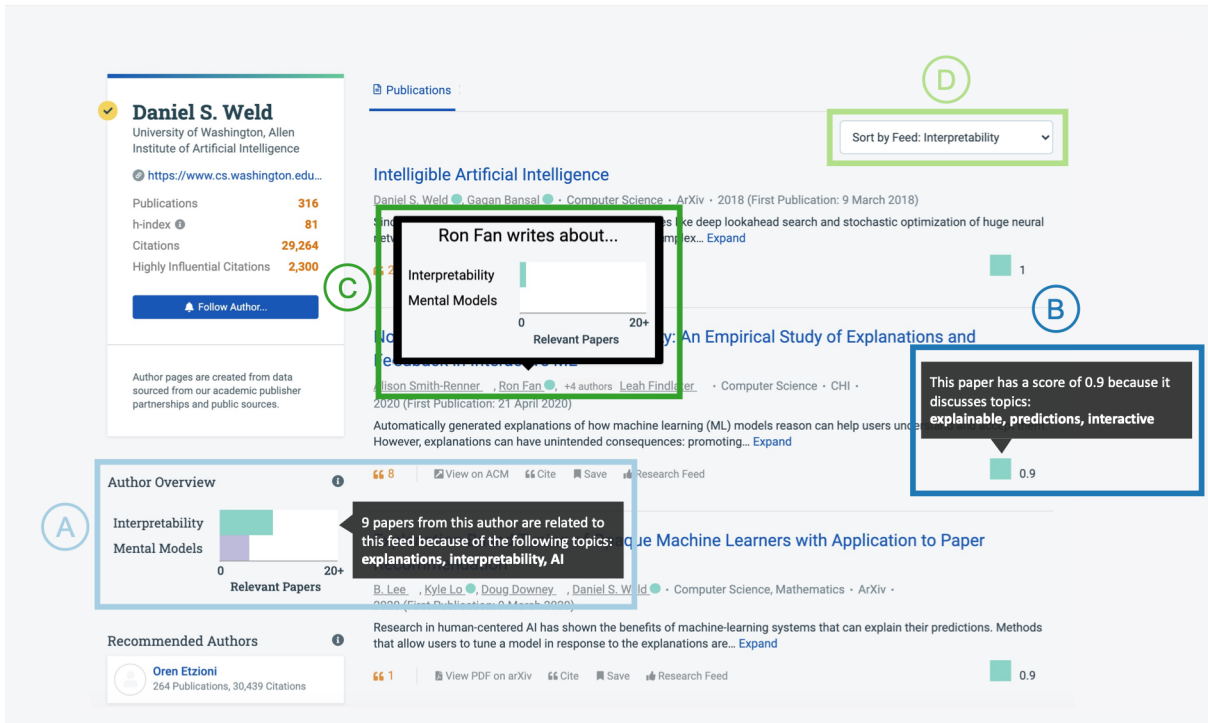 Daniel S. Weld
University of Washington, Allen
Institute of Artificial Intelligence
https://www.cs.washington.edu...
Publications 316
h-index 81
Citations 29,264
Highly Influential Citations 2,300
Follow Author...
Author pages are created from data
sourced from our academic publisher
partnerships and public sources.
A
Author Overview
Interpretability
Mental Models
0 20+
Relevant Papers
9 papers from this author are related to
this feed because of the following topics:
explanations, interpretability, AI
Recommended Authors
Oren Etzioni
264 Publications, 30,439 Citations
Publications
D
Sort by Feed: Interpretability
Intelligible Artificial Intelligence
Daniel S. Weld , Gagan Bansal • Computer Science • ArXiv • 2018 (First Publication: 9 March 2018)
like deep lookahead search and stochastic optimization of huge neural
Expand
1
C
Ron Fan writes about...
Interpretability
Mental Models
0 20+
Relevant Papers
An Empirical Study of Explanations and
Alison Smith-Renner , Ron Fan , +4 authors Leah Findlater • Computer Science • CHI •
2020 (First Publication: 21 April 2020)
Automatically generated explanations of how machine learning (ML) models reason can help users
However, explanations can have unintended consequences: promoting... Expand
8 View on ACM Cite Save Research Feed
B
This paper has a score of 0.9 because it
discusses topics:
explainable, predictions, interactive
0.9
Machine Learners with Application to Paper
B. Lee , Kyle Lo , Doug Downey , Daniel S. Weld • Computer Science, Mathematics • ArXiv •
Research in human-centered AI has shown the benefits of machine-learning systems that can explain their predictions. Methods
that allow users to tune a model in response to the explanations are... Expand
1 View PDF on arXiv Cite Save Research Feed
0.9